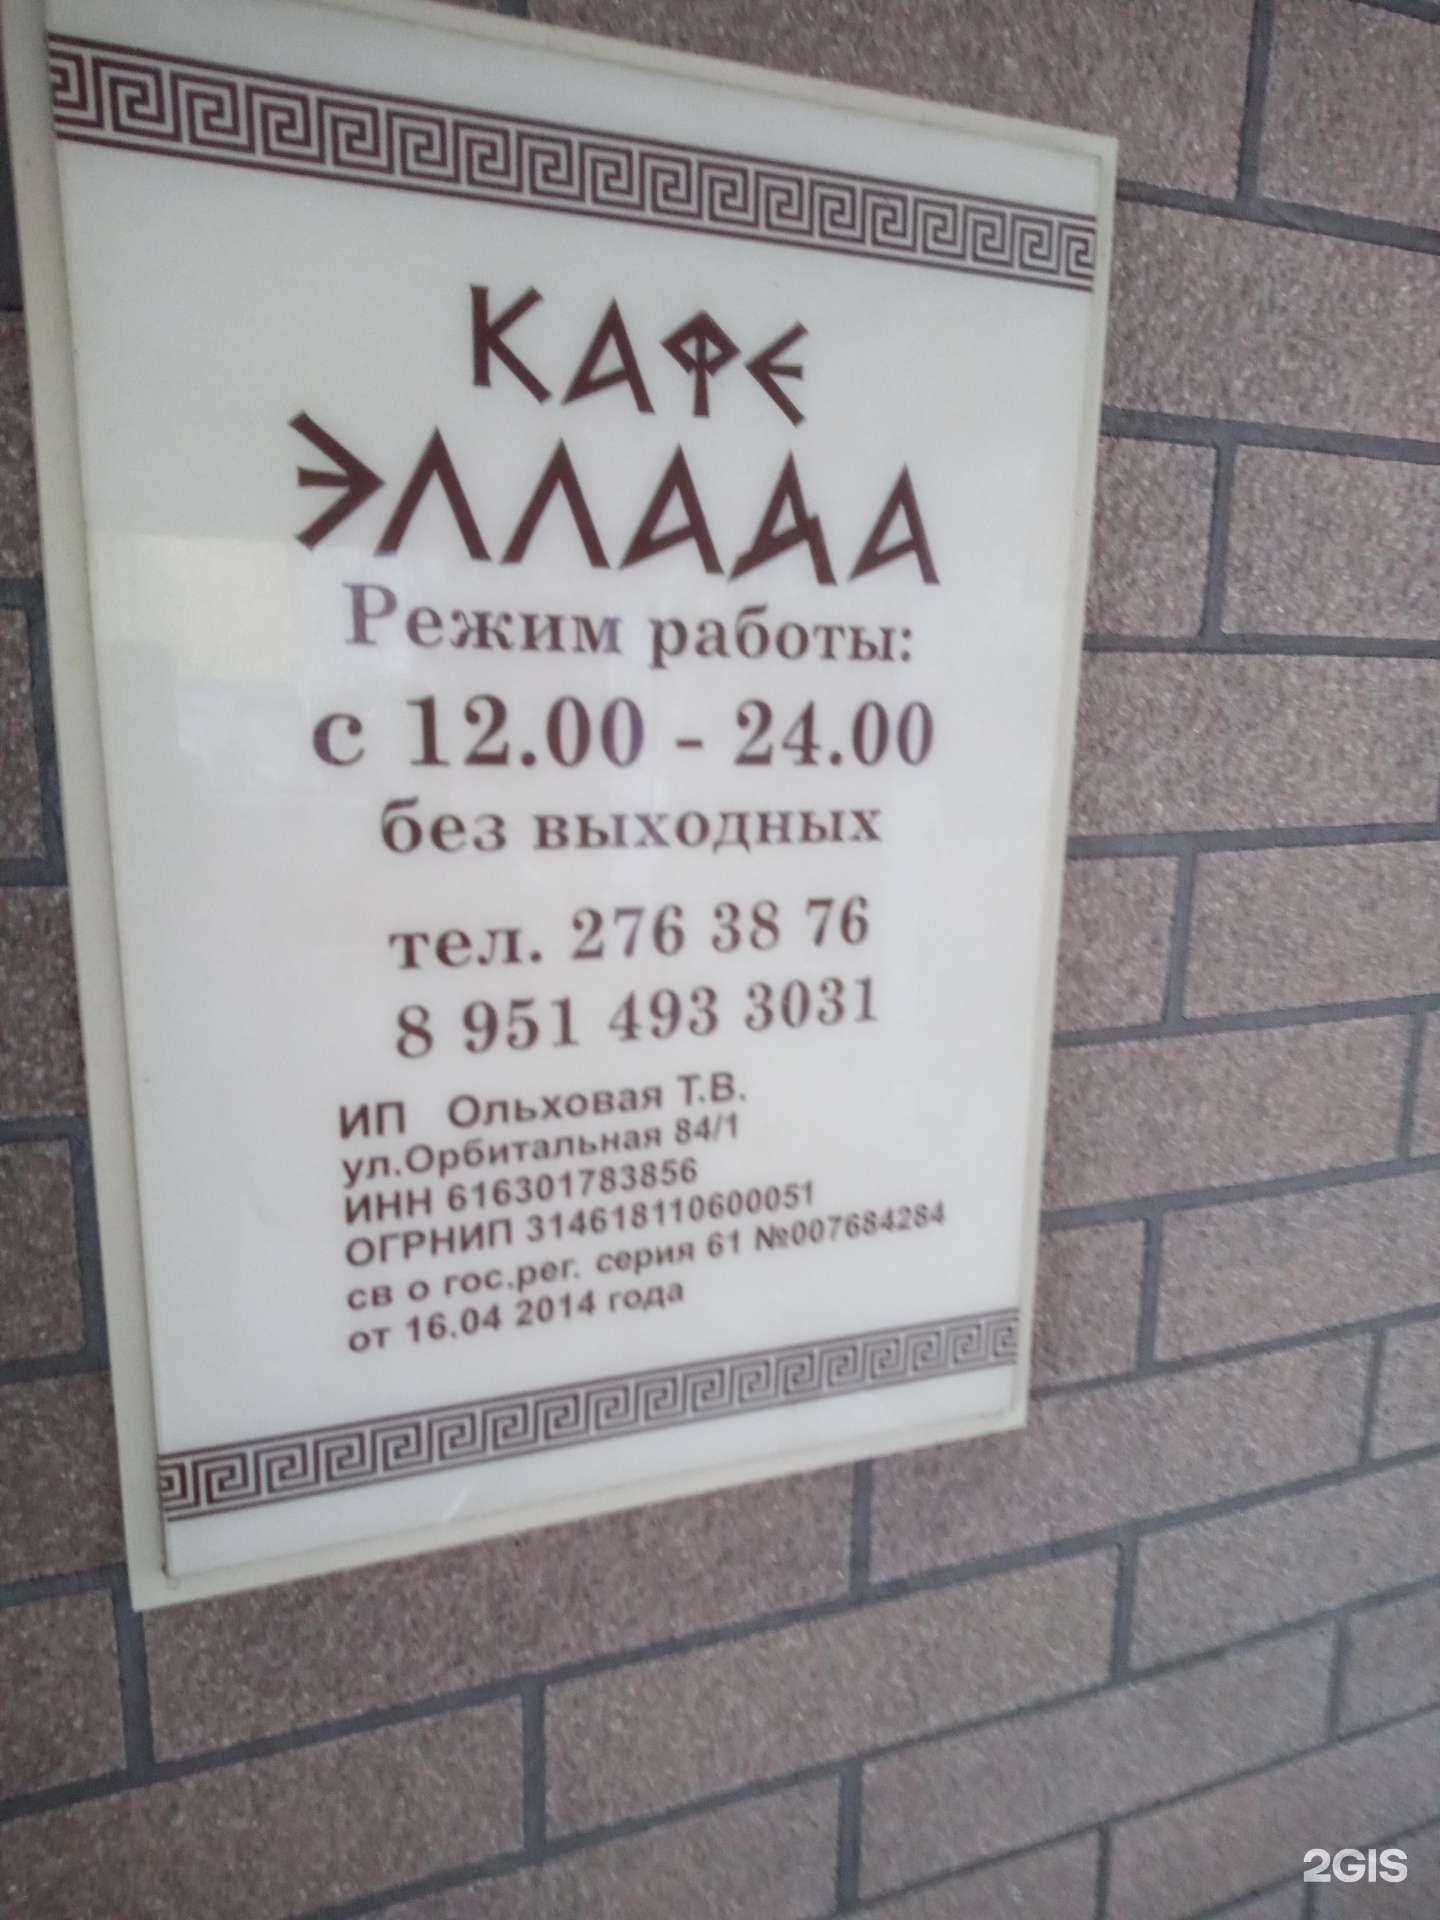 КАФЕ
ЭЛЛАДА
Режим работы:
с 12.00 - 24.00
без выходных
тел. 276 38 76
8 951 493 3031
ИП Ольховая Т.В.
ул.Орбитальная 84/1
ИНН 616301783856
ОГРНИП 314618110600051
св о гос.рег. серия 61 №007684284
от 16.04 2014 года
2GIS